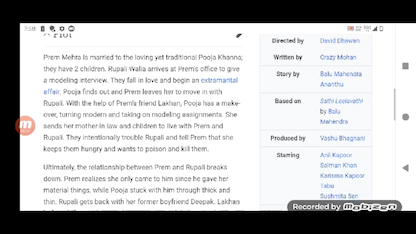 5:58
Plot
Prem Mehra is married to the loving yet traditional Pooja Khanna;
they have 2 children. Rupali Walia arrives at Prem's office to give
a modeling interview. They fall in love and begin an extramarital
affair. Pooja finds out and Prem leaves her to move in with
Rupali. With the help of Prem's friend Lakhan, Pooja has a make-
over, turning modern and taking on modeling assignments. She
sends her mother in law and children to live with Prem and
Rupali. They intentionally trouble Rupali and tell Prem that she
keeps them hungry and wants to poison and kill them.
Ultimately, the relationship between Prem and Rupali breaks
down. Prem realizes she only came to him since he gave her
material things, while Pooja stuck with him through thick and
thin. Rupali gets back with her former boyfriend Deepak. Lakhan
Directed by David Dhawan
Written by Crazy Mohan
Story by Balu Mahendra
Ananthu
Based on Sathi Leelavathi
by Balu
Mahendra
Produced by Vashu Bhagnani
Starring Anil Kapoor
Salman Khan
Karisma Kapoor
Tabu
Sushmita Sen
Recorded by Mobizen